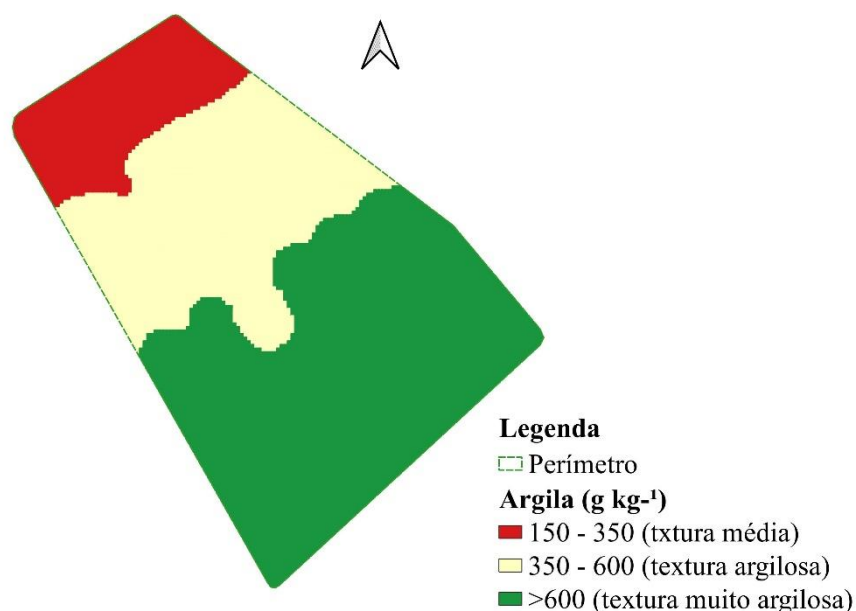 Legenda
Perímetro
Argila (g kg-¹)
150 - 350 (txtura média)
350 - 600 (textura argilosa)
>600 (textura muito argilosa)